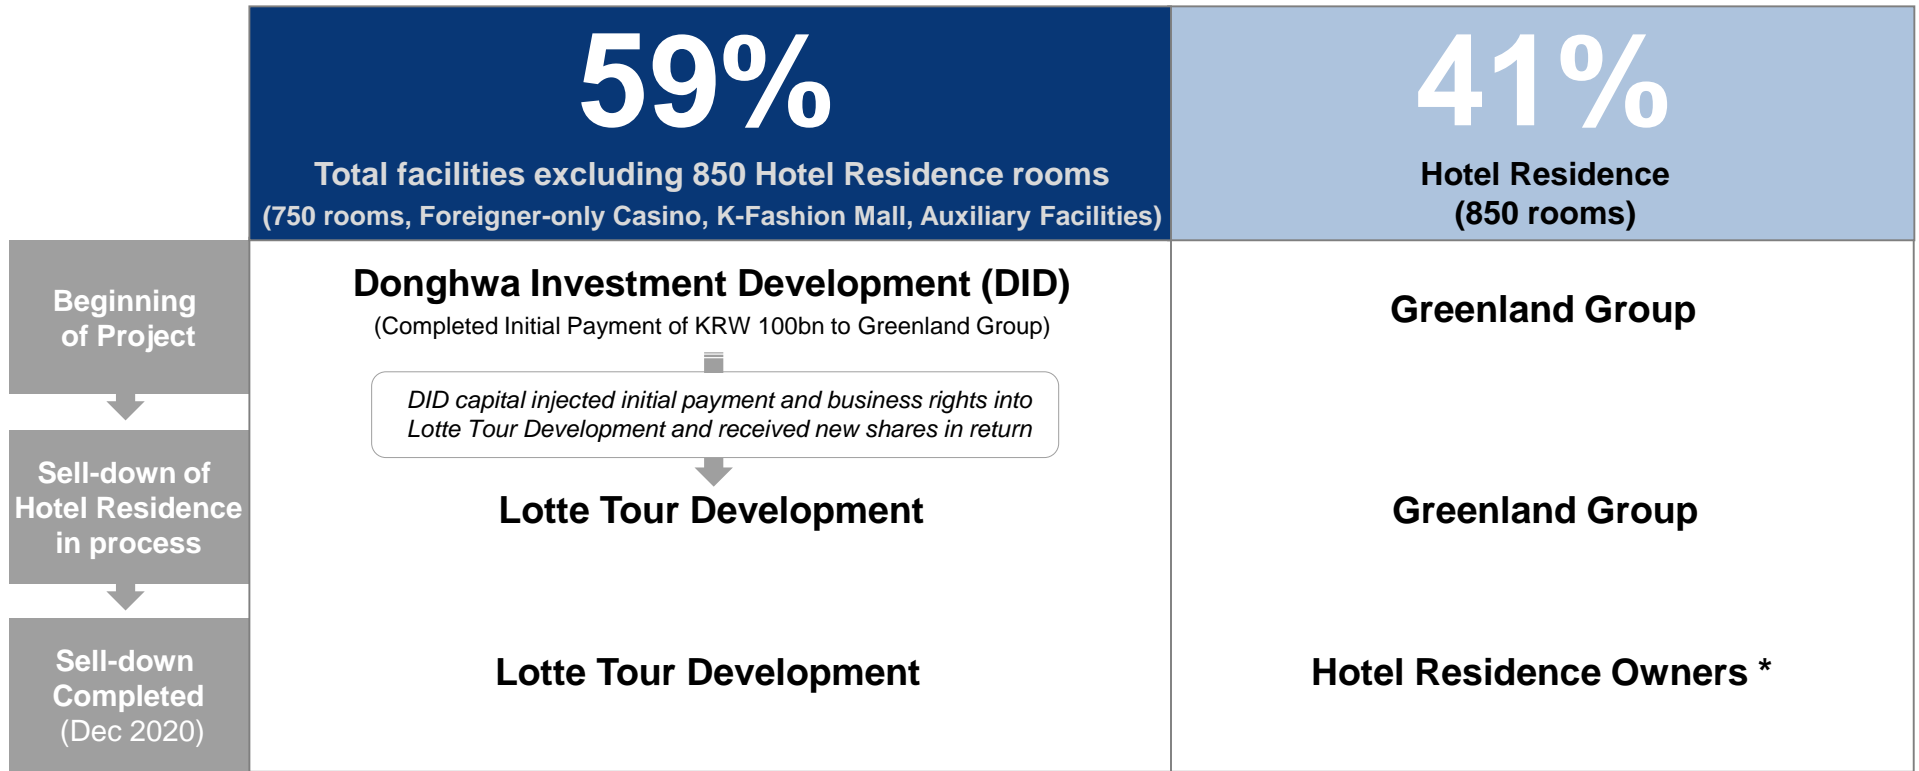 59%
Total facilities excluding 850 Hotel Residence rooms
(750 rooms, Foreigner-only Casino, K-Fashion Mall, Auxiliary Facilities)
41%
Hotel Residence
(850 rooms)
Beginning
of Project
Donghwa Investment Development (DID)
(Completed Initial Payment of KRW 100bn to Greenland Group)
Greenland Group
DID capital injected initial payment and business rights into
Lotte Tour Development and received new shares in return
Sell-down of
Hotel Residence
in process
Lotte Tour Development
Greenland Group
Sell-down
Completed
(Dec 2020)
Lotte Tour Development
Hotel Residence Owners *